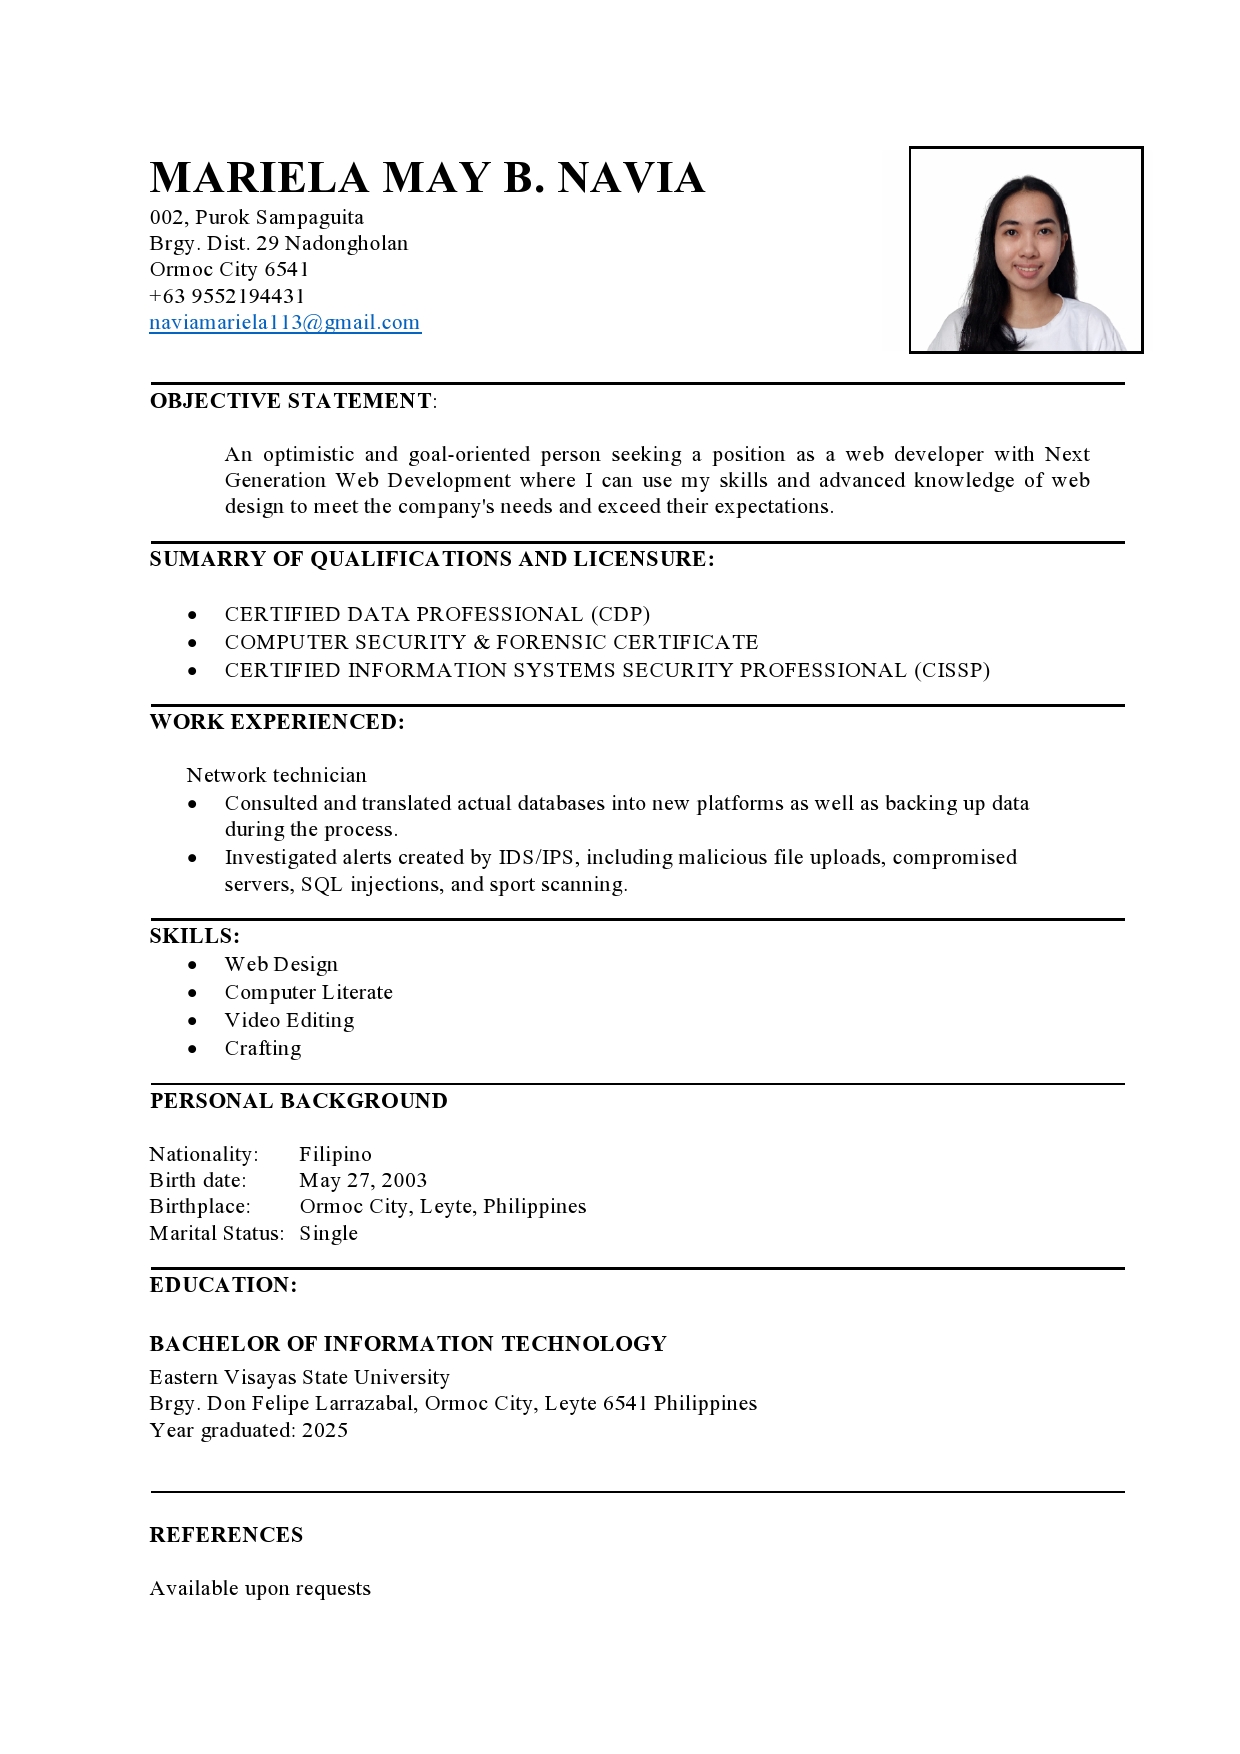 MARIELA MAY B. NAVIA
002, Purok Sampaguita
Brgy. Dist. 29 Nadongholan
Ormoc City 6541
+63 9552194431
naviamariela113@gmail.com
OBJECTIVE STATEMENT:
An optimistic and goal-oriented person seeking a position as a web developer with Next
Generation Web Development where I can use my skills and advanced knowledge of web
design to meet the company's needs and exceed their expectations.
SUMARRY OF QUALIFICATIONS AND LICENSURE:
• CERTIFIED DATA PROFESSIONAL (CDP)
• COMPUTER SECURITY & FORENSIC CERTIFICATE
• CERTIFIED INFORMATION SYSTEMS SECURITY PROFESSIONAL (CISSP)
WORK EXPERIENCED:
Network technician
• Consulted and translated actual databases into new platforms as well as backing up data
during the process.
• Investigated alerts created by IDS/IPS, including malicious file uploads, compromised
servers, SQL injections, and sport scanning.
SKILLS:
• Web Design
• Computer Literate
• Video Editing
• Crafting
PERSONAL BACKGROUND
Nationality: Filipino
Birth date: May 27, 2003
Birthplace: Ormoc City, Leyte, Philippines
Marital Status: Single
EDUCATION:
BACHELOR OF INFORMATION TECHNOLOGY
Eastern Visayas State University
Brgy. Don Felipe Larrazabal, Ormoc City, Leyte 6541 Philippines
Year graduated: 2025
REFERENCES
Available upon requests